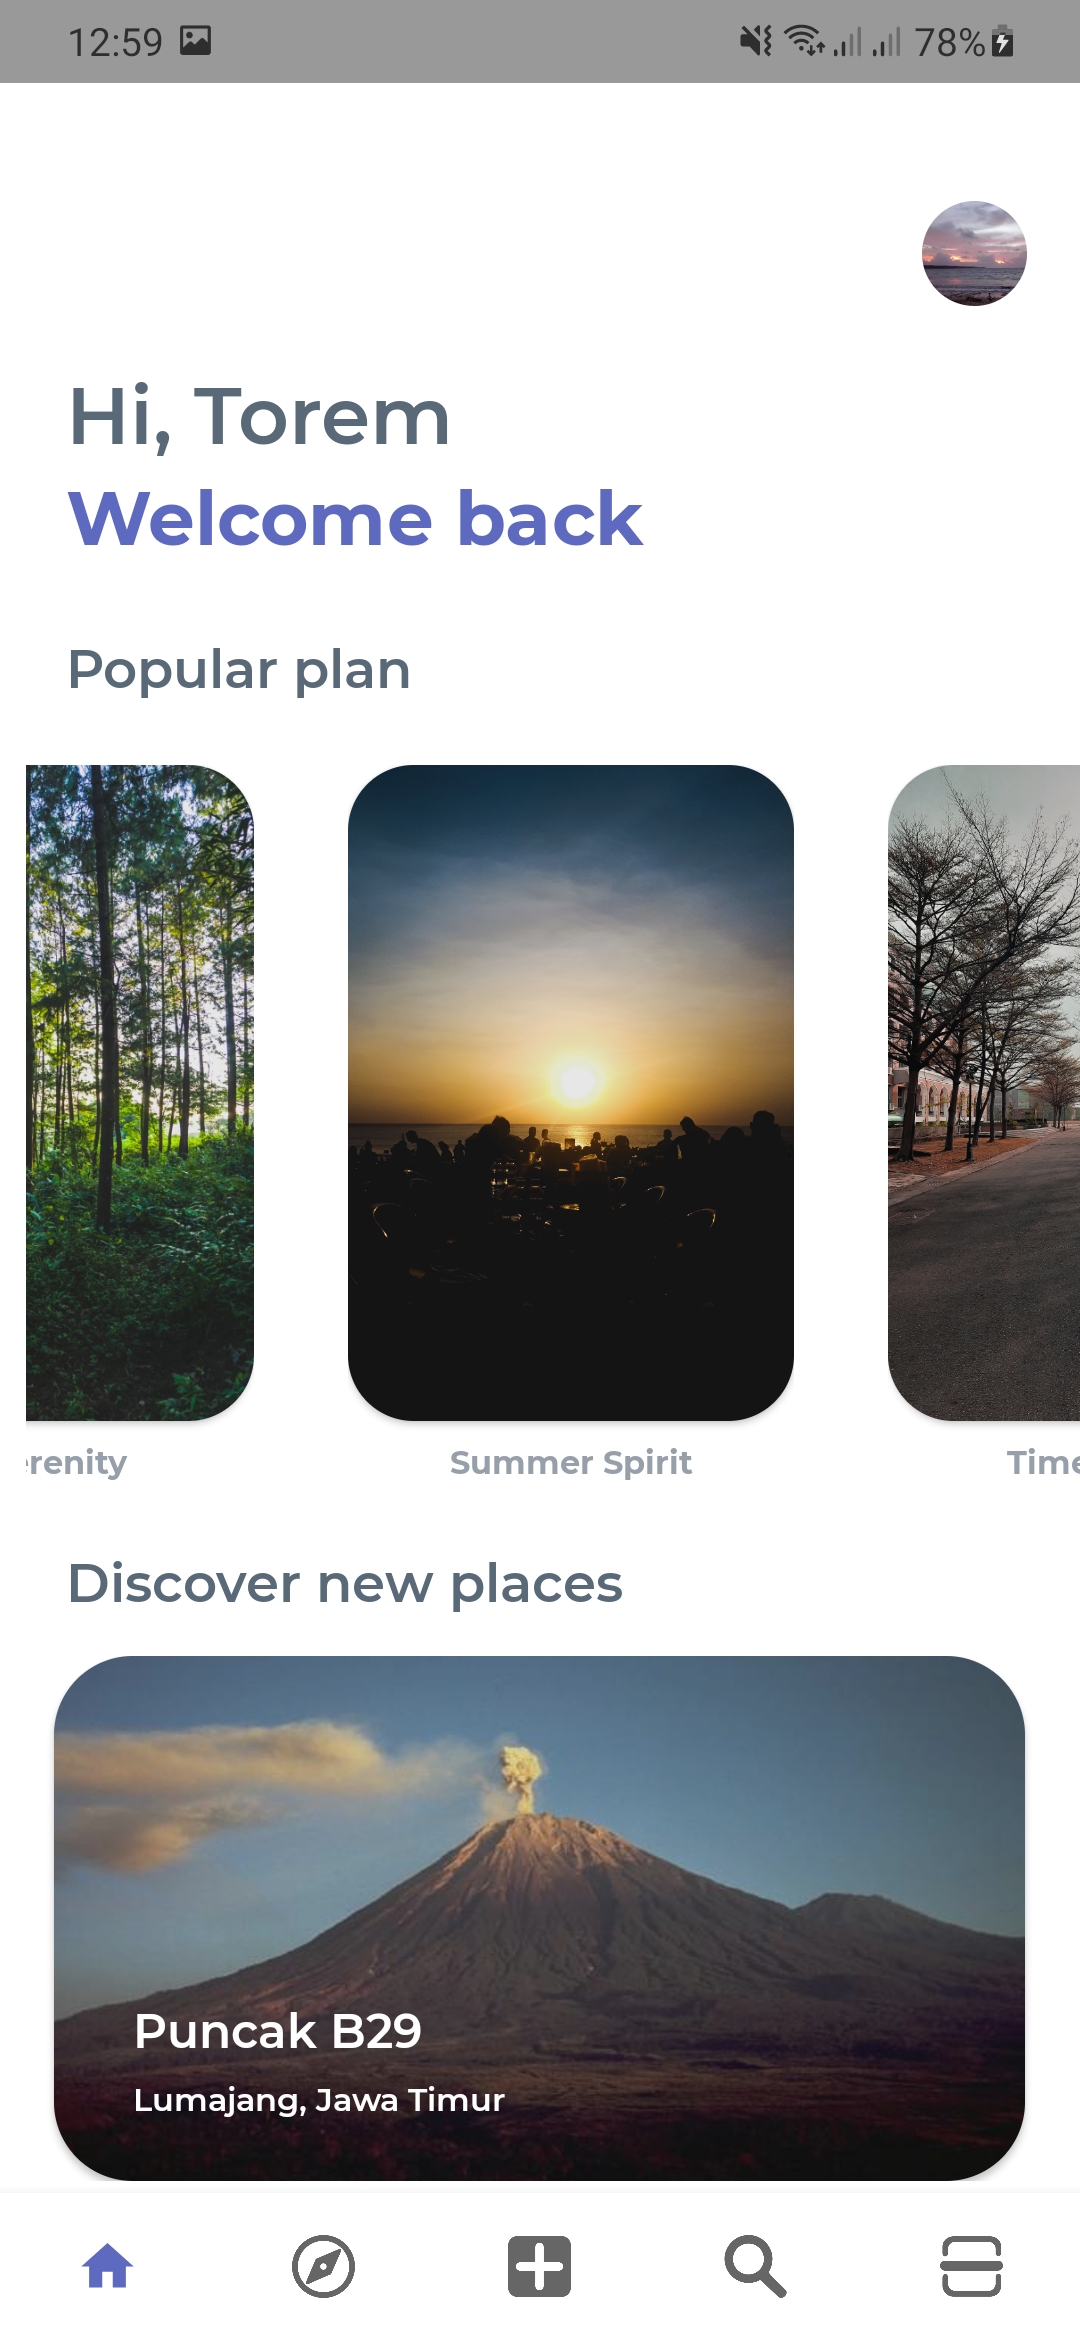 12:59 78%
Hi, Torem
Welcome back
Popular plan
renity Summer Spirit Time
Discover new places
Puncak B29
Lumajang, Jawa Timur